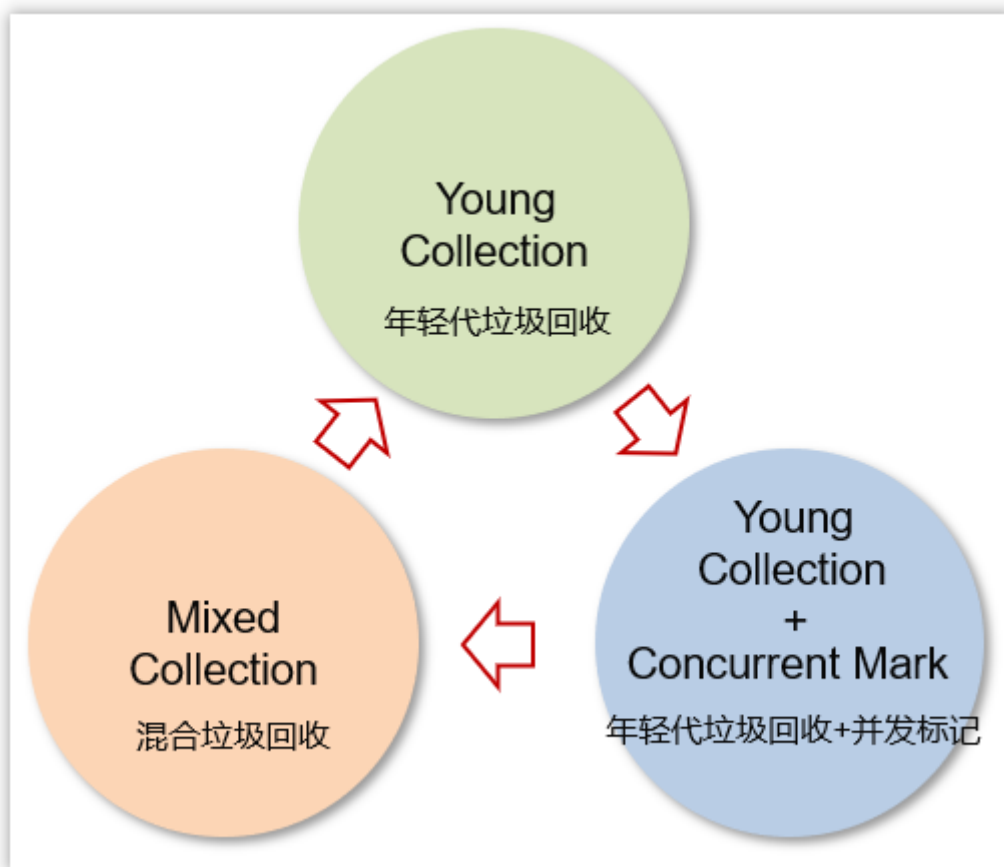 Young
Collection
年轻代垃圾回收
Young
Collection
+
Concurrent Mark
年轻代垃圾回收+并发标记
Mixed
Collection
混合垃圾回收